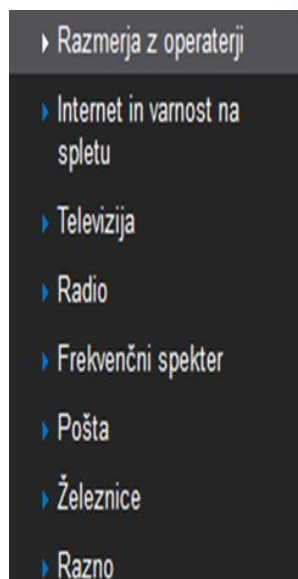 Razmerja z operaterji
Internet in varnost na
spletu
Televizija
Radio
Frekvenčni spekter
Pošta
Železnice
Razno